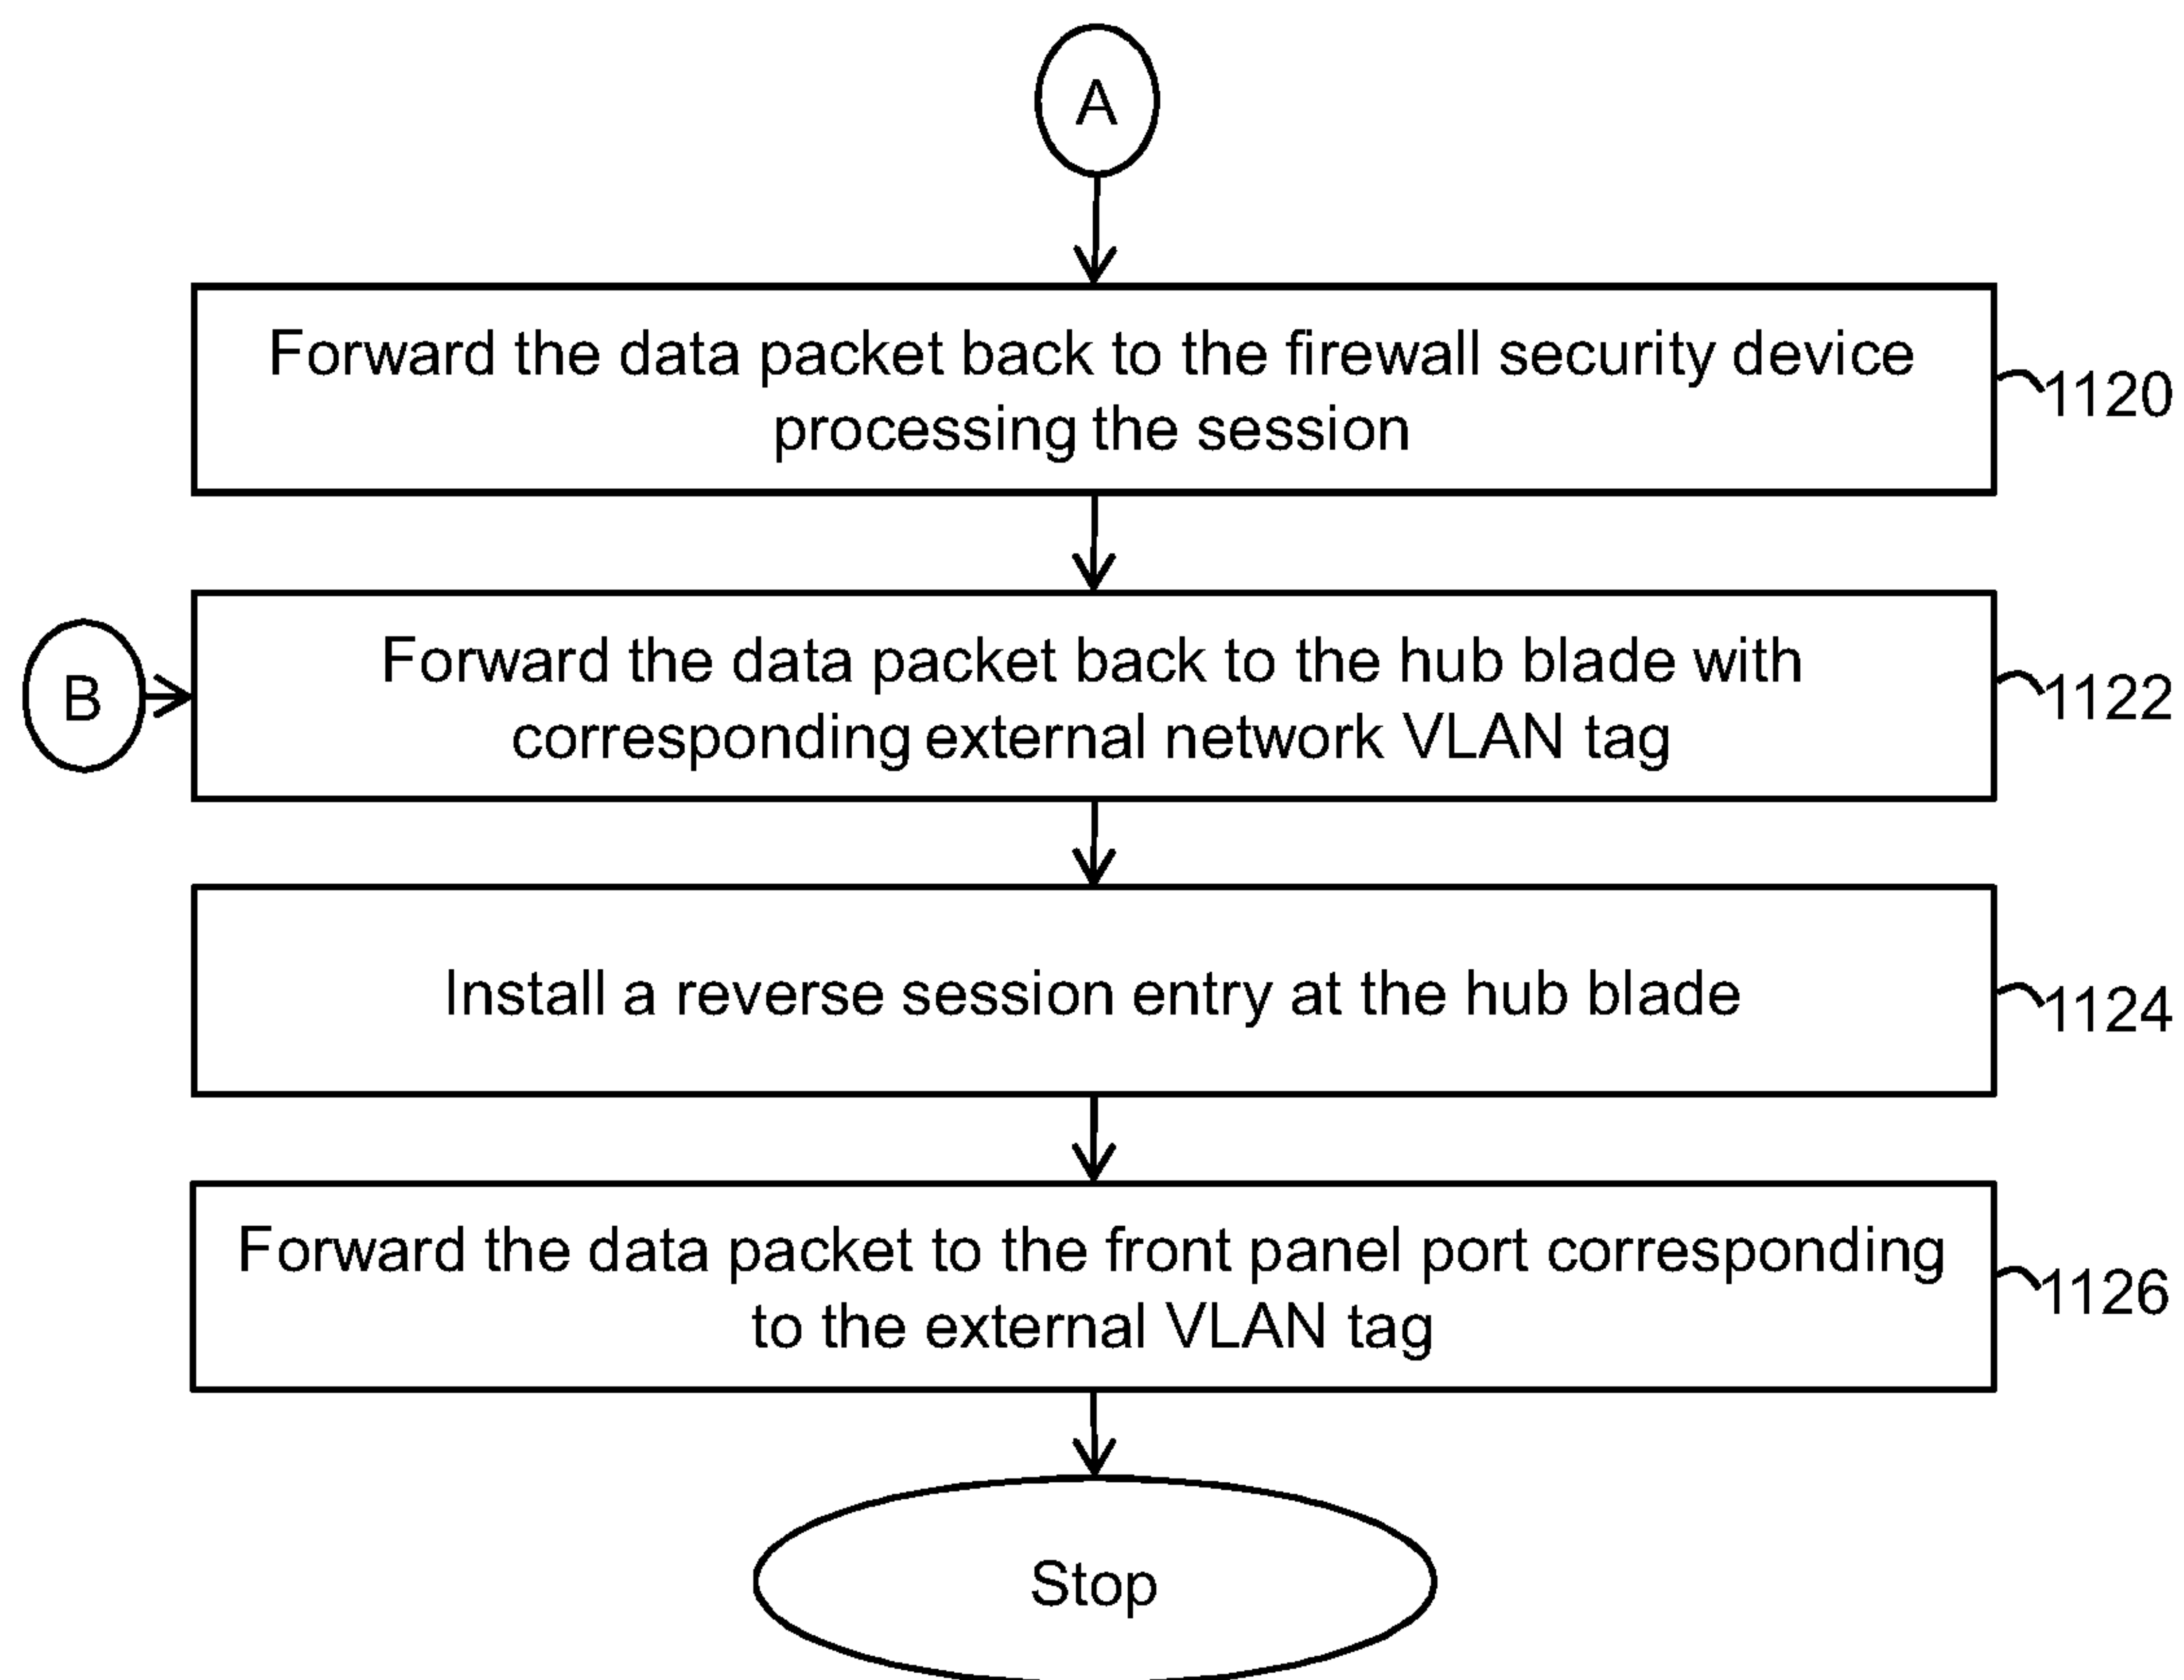 A
Forward the data packet back to the firewall security device
processing the session
1120
B
Forward the data packet back to the hub blade with
corresponding external network VLAN tag
1122
Install a reverse session entry at the hub blade
1124
Forward the data packet to the front panel port corresponding
to the external VLAN tag
1126
Stop